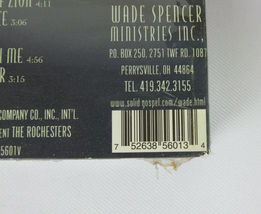 ZION 4:11
WADE SPENCER
MINISTRIES INC.,
3:06
P.O. BOX 250, 2751 TWF RD. 1087
PERRYSVILLE, OH 44864
TEL. 419.342.3155
N ME 4:56
R 3:15
www.solid-gospel.com/wade.html
COMPANY CO., INC., INT'L.
ENT THE ROCHESTERS
5601V
7 52638 56013 4